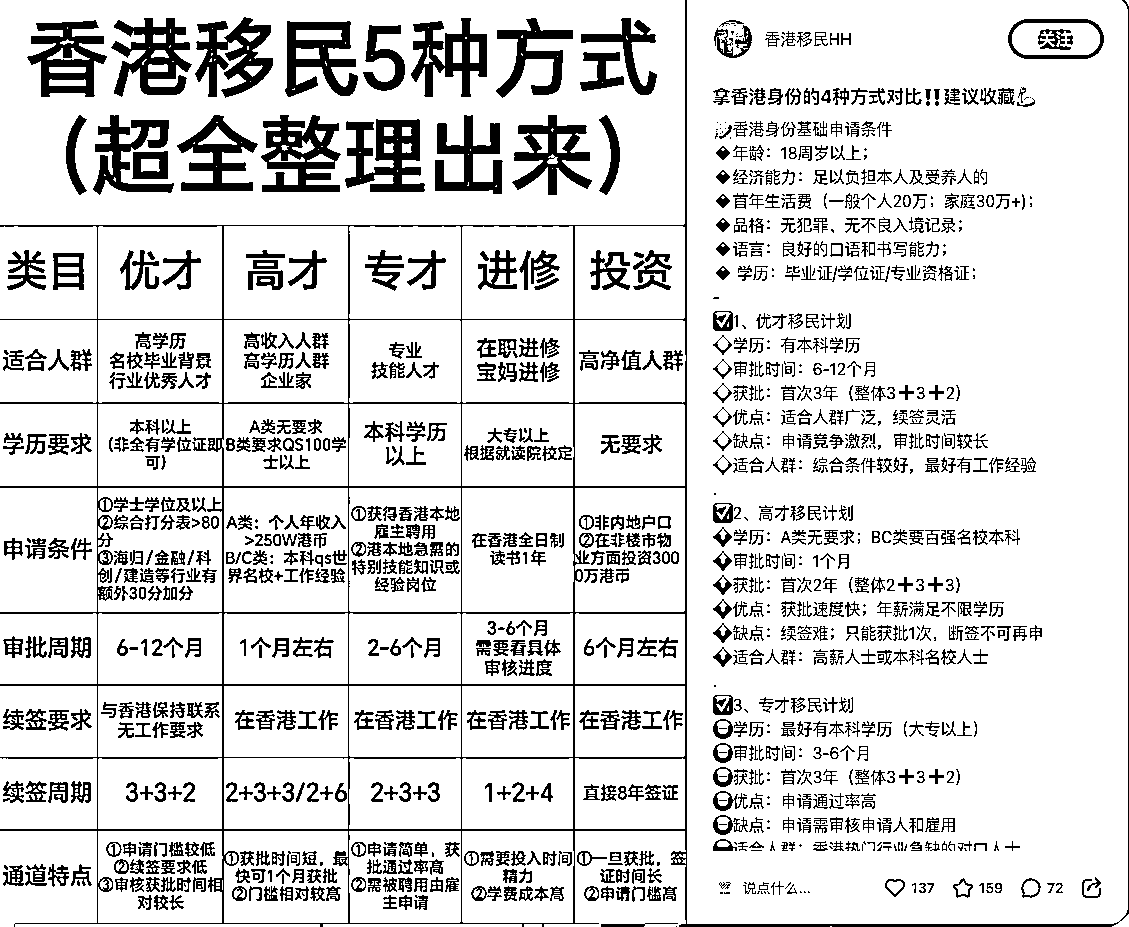 香港移民5种方式
（超全整理出来）
类目 优才 高才 专才 进修 投资
适合人群
高学历
名校毕业背景
行业优秀人才
高收入人群
高学历人群
企业家
专业
技能人才
在职进修
宝妈进修
高净值人群
学历要求
本科以上
（非全有学位证即
可）
A类无要求
B类要求QS100学
士以上
本科学历
以上
大专以上
根据就读院校定
无要求
申请条件
①学士学位及以上
②综合打分表>80
分
③海归/金融/科
创/建造等行业有
额外30分加分
A类：个人年收入
>250W港币
B/C类：本科qs世
界名校+工作经验
①获得香港本地
雇主聘用
②港本地急需的
特别技能知识或
经验岗位
在香港全日制
读书1年
①非内地户口
②在非楼市物
业方面投资300
0万港币
审批周期
6-12个月
1个月左右
2-6个月
3-6个月
需要看具体
审核进度
6个月左右
续签要求
与香港保持联系
无工作要求
在香港工作
在香港工作
在香港工作
在香港工作
续签周期
3+3+2
2+3+3/2+6
2+3+3
1+2+4
直接8年签证
通道特点
①申请门槛较低
②续签要求低
③审核获批时间相
对较长
①获批时间短，最
快可1个月获批
②门槛相对较高
①申请简单，获
批通过率高
②需被聘用由雇
主申请
①需要投入时间
精力
②学费成本高
①一旦获批，签
证时间长
②申请门槛高
香港移民HH
关注
拿香港身份的4种方式对比‼️建议收藏💪
香港身份基础申请条件
◆年龄：18周岁以上；
◆经济能力：足以负担本人及受养人的
◆首年生活费（一般个人20万；家庭30万+）；
◆品格：无犯罪、无不良入境记录；
◆语言：良好的口语和书写能力；
◆ 学历：毕业证/学位证/专业资格证；
-
☑1、优才移民计划
◇学历：有本科学历
◇审批时间：6-12个月
◇获批：首次3年（整体3➕3➕2）
◇优点：适合人群广泛，续签灵活
◇缺点：申请竞争激烈，审批时间较长
◇适合人群：综合条件较好，最好有工作经验
.
☑2、高才移民计划
学历：A类无要求；BC类要百强名校本科
审批时间：1个月
获批：首次2年（整体2➕3➕3）
优点：获批速度快；年薪满足不限学历
缺点：续签难；只能获批1次，断签不可再申
适合人群：高薪人士或本科名校人士
.
☑3、专才移民计划
⊖学历：最好有本科学历（大专以上）
⊖审批时间：3-6个月
⊖获批：首次3年（整体3➕3➕2）
⊖优点：申请通过率高
⊖缺点：申请需审核申请人和雇用
⊖适合人群：香港热门行业急缺的对口人士
说点什么... 137 159 72